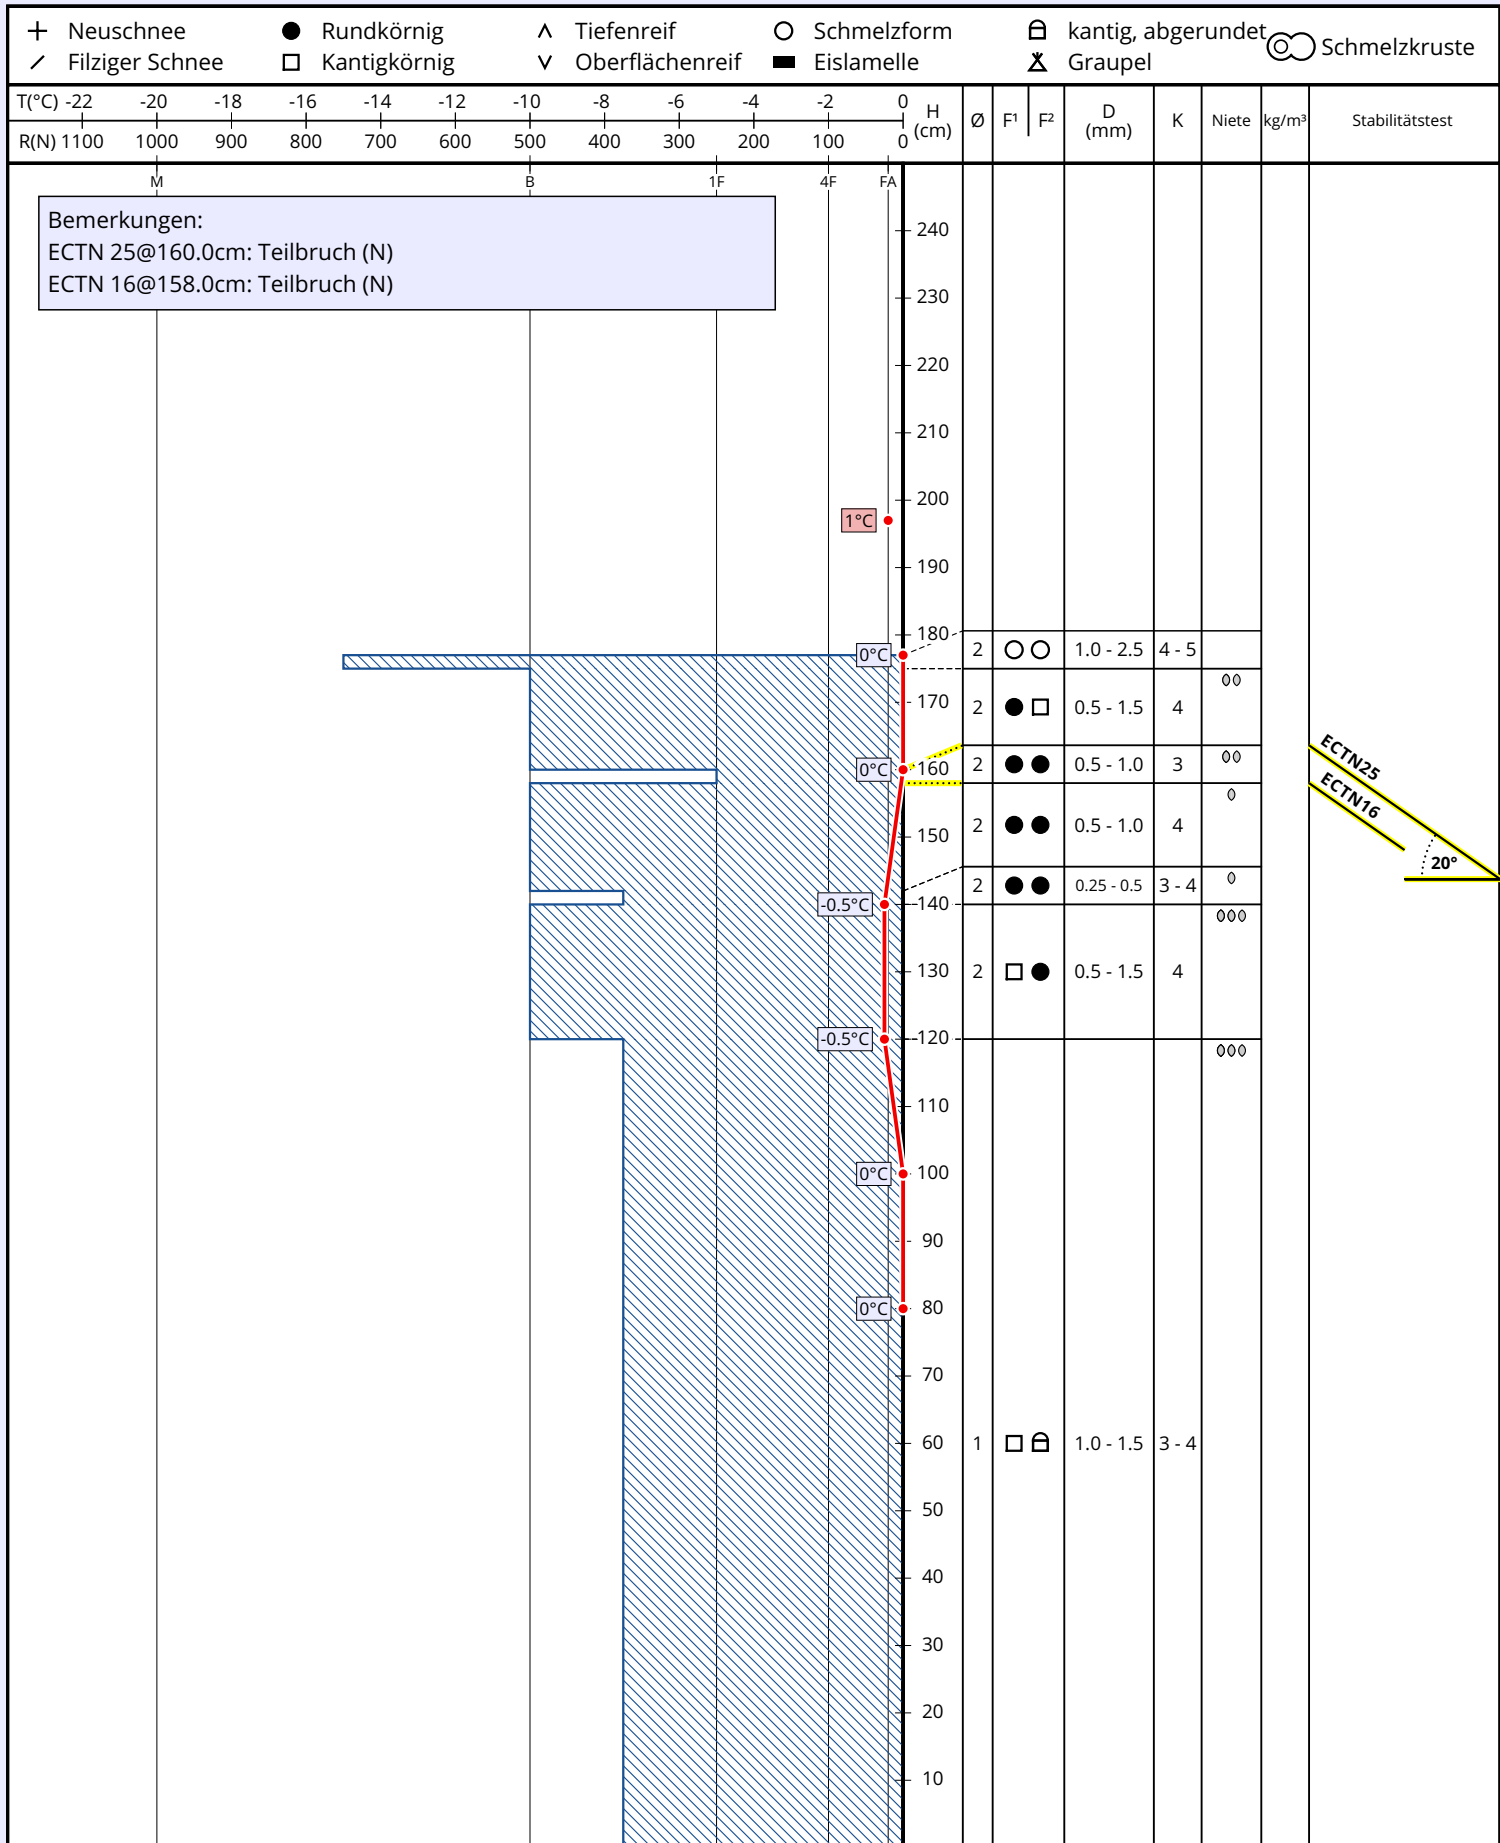 Neuschnee Rundkörnig Tiefenreif Schmelzform kantig, abgerundet Schmelzkruste
Filziger Schnee Kantigkörnig Oberflächenreif Eislamelle Graupel
T(°C) -22 -20 -18 -16 -14 -12 -10 -8 -6 -4 -2 0
R(N) 1100 1000 900 800 700 600 500 400 300 200 100 0
H (cm) Ø F¹ F² D (mm) K Niete kg/m³ Stabilitätstest
M B 1F 4F FA
Bemerkungen:
ECTN 25@160.0cm: Teilbruch (N)
ECTN 16@158.0cm: Teilbruch (N)
240
230
220
210
200
1°C
190
180
0°C 2 1.0 - 2.5 4 - 5
170 2 0.5 - 1.5 4
0°C 160 2 0.5 - 1.0 3
ECTN25
ECTN16
150 2 0.5 - 1.0 4
20°
2 0.25 - 0.5 3 - 4
-0.5°C 140
130 2 0.5 - 1.5 4
-0.5°C 120
110
0°C 100
90
0°C 80
70
60 1 1.0 - 1.5 3 - 4
50
40
30
20
10